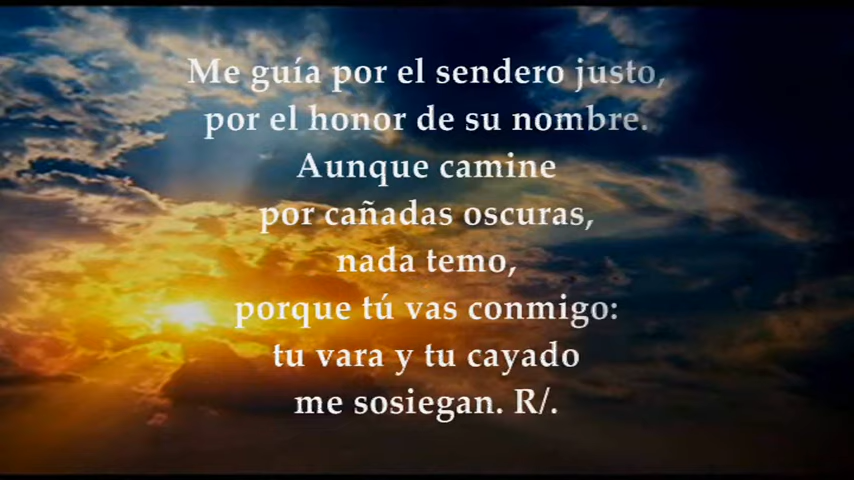 Me guía por el sendero justo,
por el honor de su nombre.
Aunque camine
por cañadas oscuras,
nada temo,
porque tú vas conmigo:
tu vara y tu cayado
me sosiegan. R/.